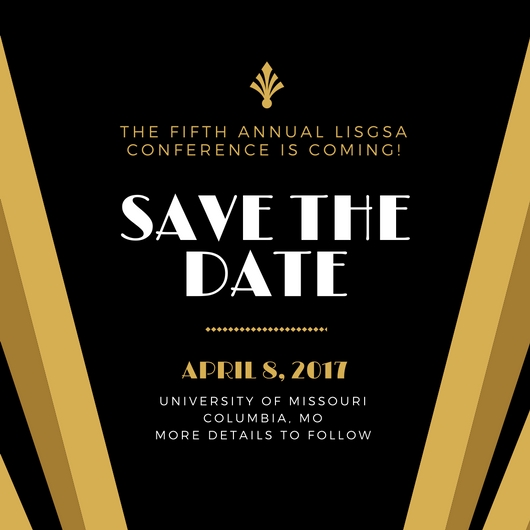 THE FIFTH ANNUAL LISGSA
CONFERENCE IS COMING!
SAVE THE
DATE
APRIL 8, 2017
UNIVERSITY OF MISSOURI
COLUMBIA, MO
MORE DETAILS TO FOLLOW